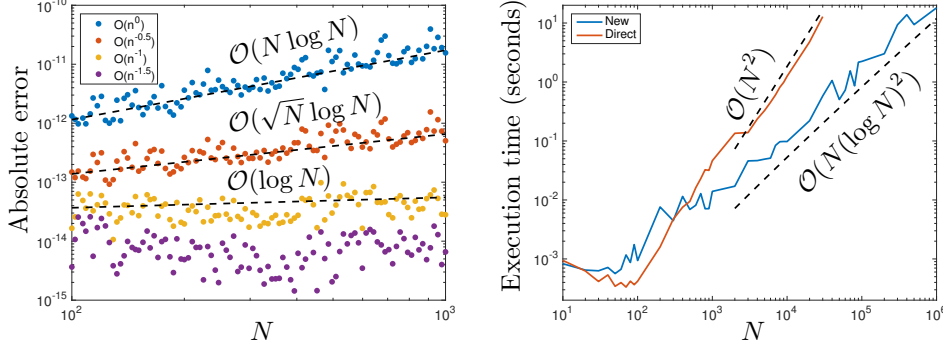 10^-10
10^-11
10^-12
10^-13
10^-14
10^-15
Absolute error
O(n^0)
O(n^-0.5)
O(n^-1)
O(n^-1.5)
𝒪(N log N)
𝒪(√N log N)
𝒪(log N)
10^2
10^3
N
10^1
10^0
10^-1
10^-2
10^-3
Execution time (seconds)
New
Direct
𝒪(N^2)
𝒪(N(log N)^2)
10^1
10^2
10^3
10^4
10^5
10^6
N